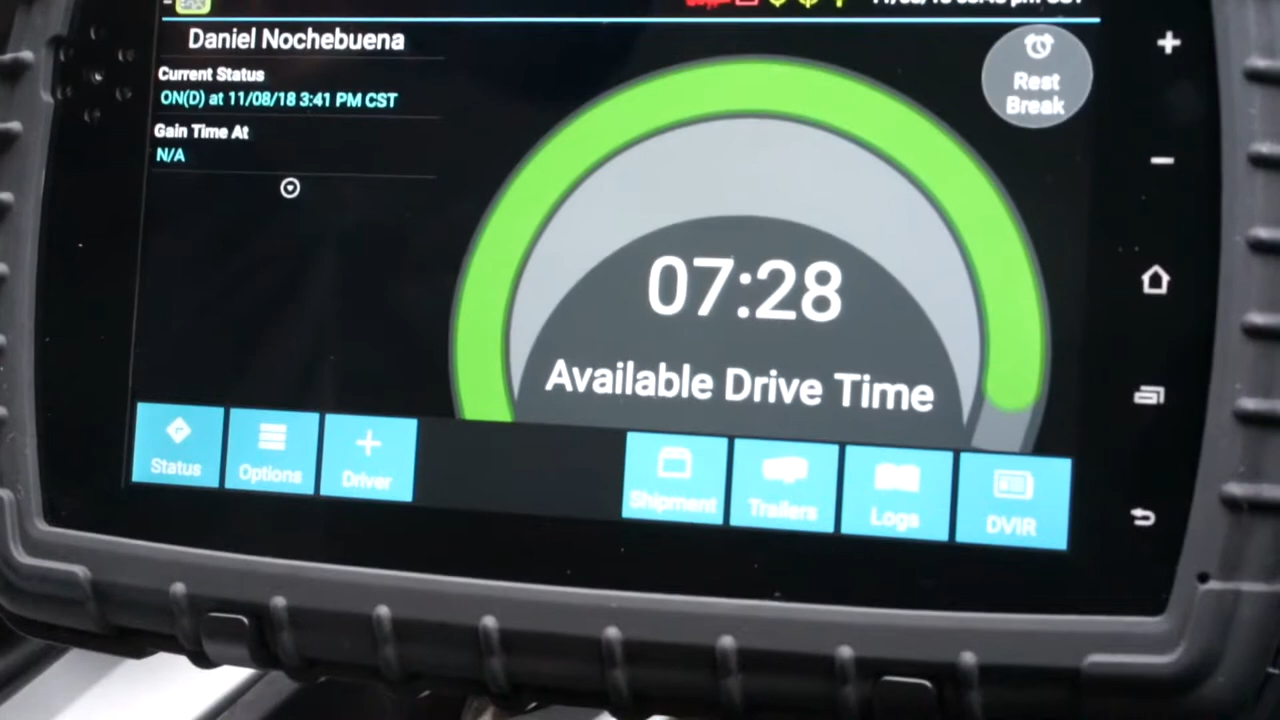 Daniel Nochebuena
Current Status
ON(D) at 11/08/18 3:41 PM CST
Gain Time At
N/A
Rest
Break
07:28
Available Drive Time
Status
Options
Driver
Shipment
Trailers
Logs
DVIR